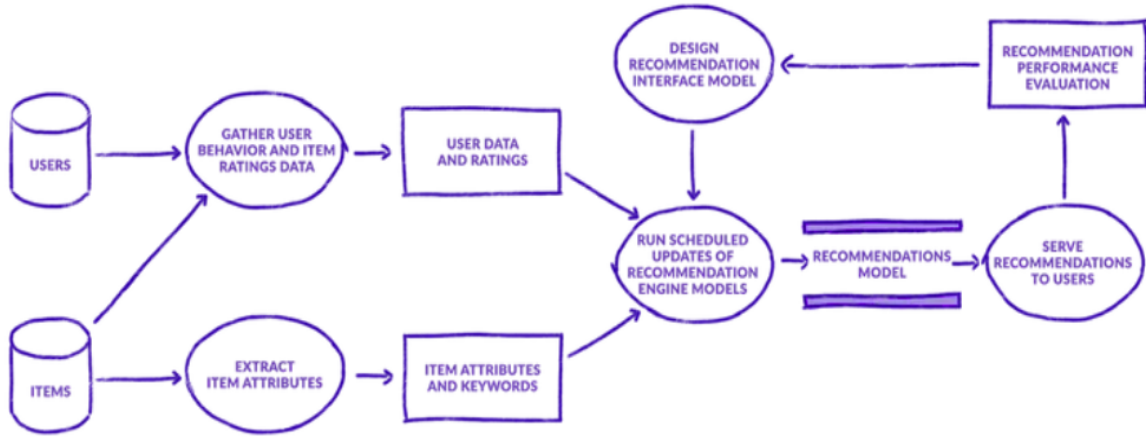 USERS
GATHER USER
BEHAVIOR AND ITEM
RATINGS DATA
USER DATA
AND RATINGS
DESIGN
RECOMMENDATION
INTERFACE MODEL
RECOMMENDATION
PERFORMANCE
EVALUATION
ITEMS
EXTRACT
ITEM ATTRIBUTES
ITEM ATTRIBUTES
AND KEYWORDS
RUN SCHEDULED
UPDATES OF
RECOMMENDATION
ENGINE MODELS
RECOMMENDATIONS
MODEL
SERVE
RECOMMENDATIONS
TO USERS